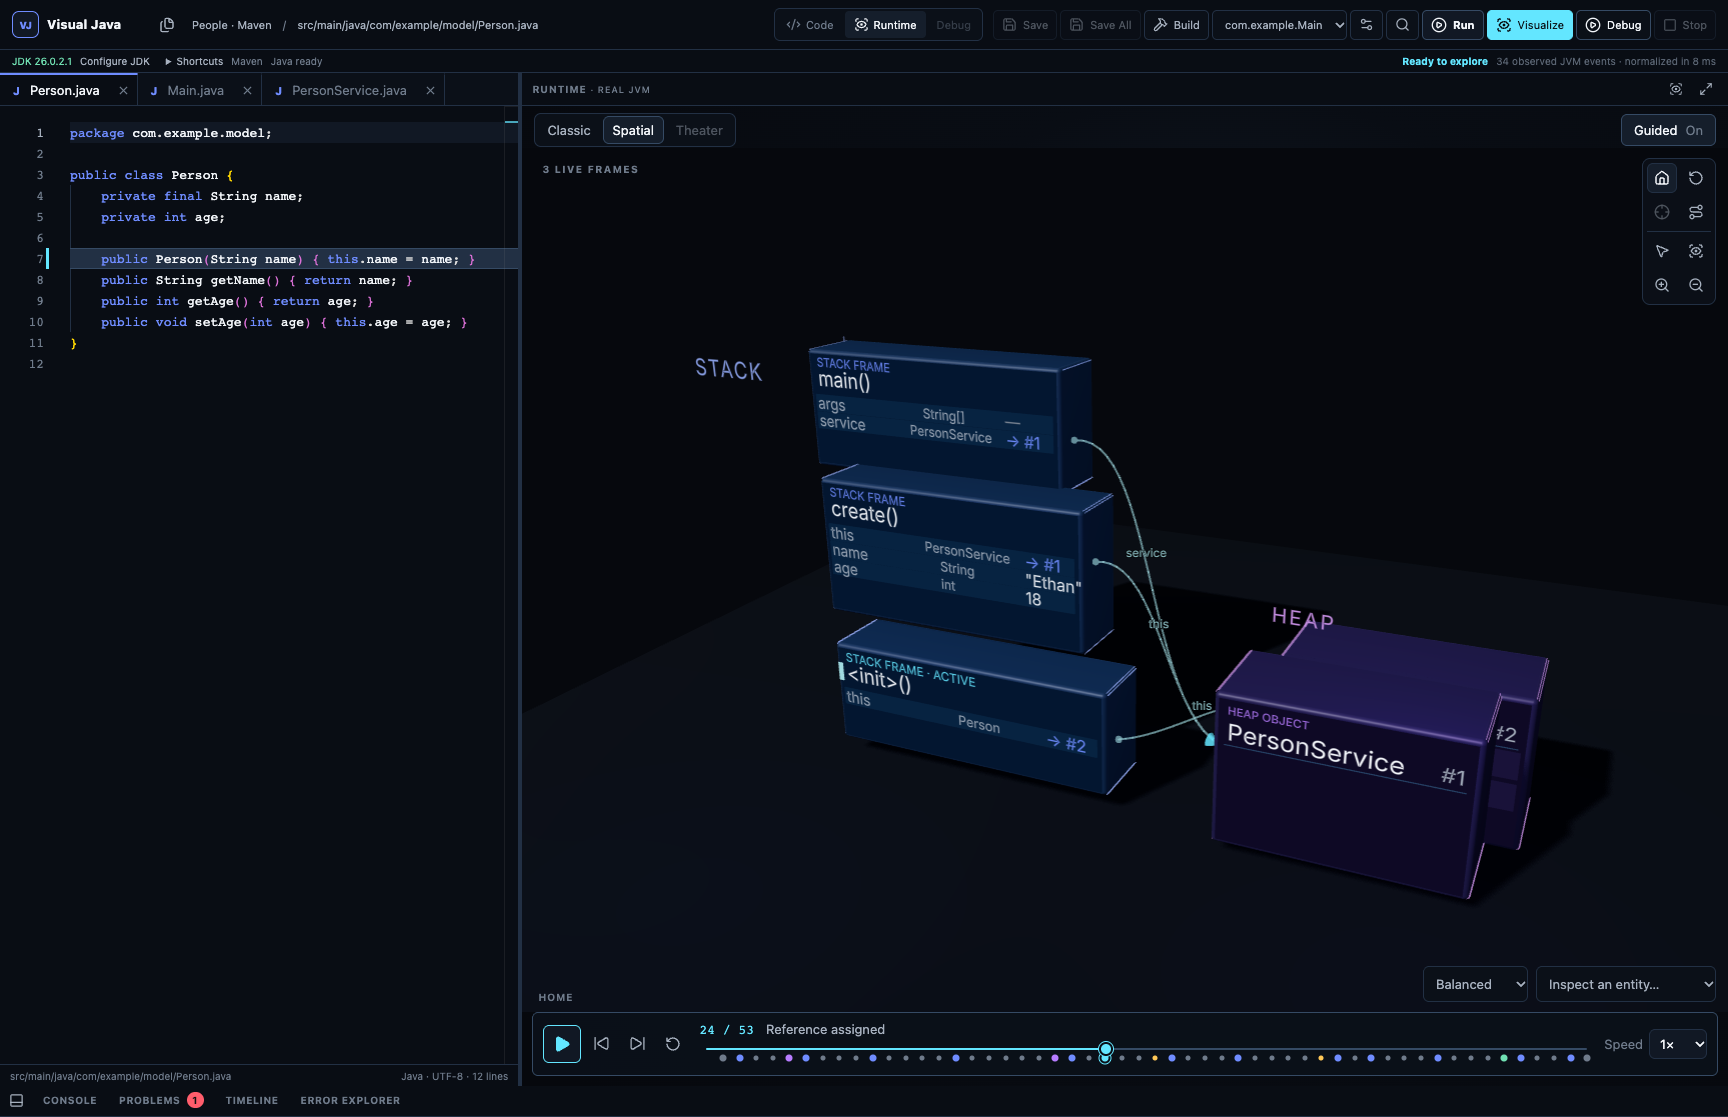 VJ Visual Java People · Maven / src/main/java/com/example/model/Person.java </> Code Runtime Debug Save Save All Build com.example.Main Run Visualize Debug Stop
JDK 26.0.2.1 Configure JDK Shortcuts Maven Java ready Ready to explore 34 observed JVM events · normalized in 8 ms
J Person.java J Main.java J PersonService.java
1 package com.example.model;
2
3 public class Person {
4 private final String name;
5 private int age;
6
7 public Person(String name) { this.name = name; }
8 public String getName() { return name; }
9 public int getAge() { return age; }
10 public void setAge(int age) { this.age = age; }
11 }
12
RUNTIME · REAL JVM
Classic Spatial Theater Guided On
3 LIVE FRAMES
STACK
STACK FRAME
main()
args String[] —
service PersonService → #1
STACK FRAME
create()
this PersonService → #1
name String "Ethan"
age int 18
STACK FRAME · ACTIVE
<init>()
this Person → #2
service
this
this
HEAP
HEAP OBJECT
PersonService #1
#2
Balanced Inspect an entity...
HOME
24 / 53 Reference assigned
Speed 1×
src/main/java/com/example/model/Person.java Java · UTF-8 · 12 lines
CONSOLE PROBLEMS 1 TIMELINE ERROR EXPLORER